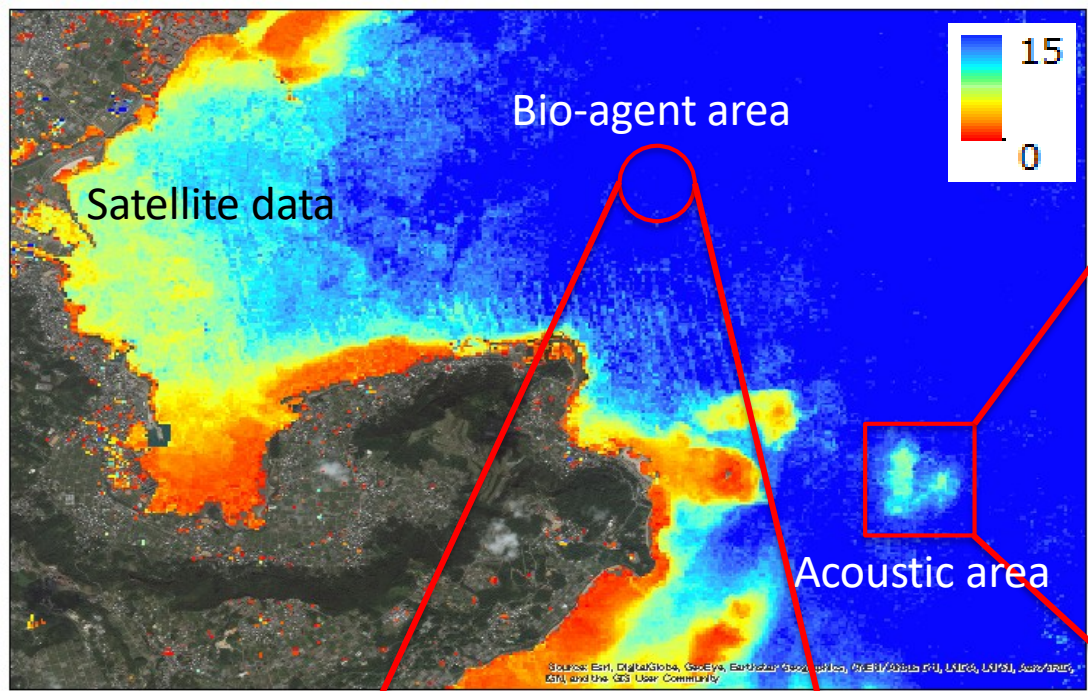 15
Bio-agent area
0
Satellite data
Acoustic area
Source: Esri, DigitalGlobe, GeoEye, Earthstar Geographics,
IGN, and the GIS User Community